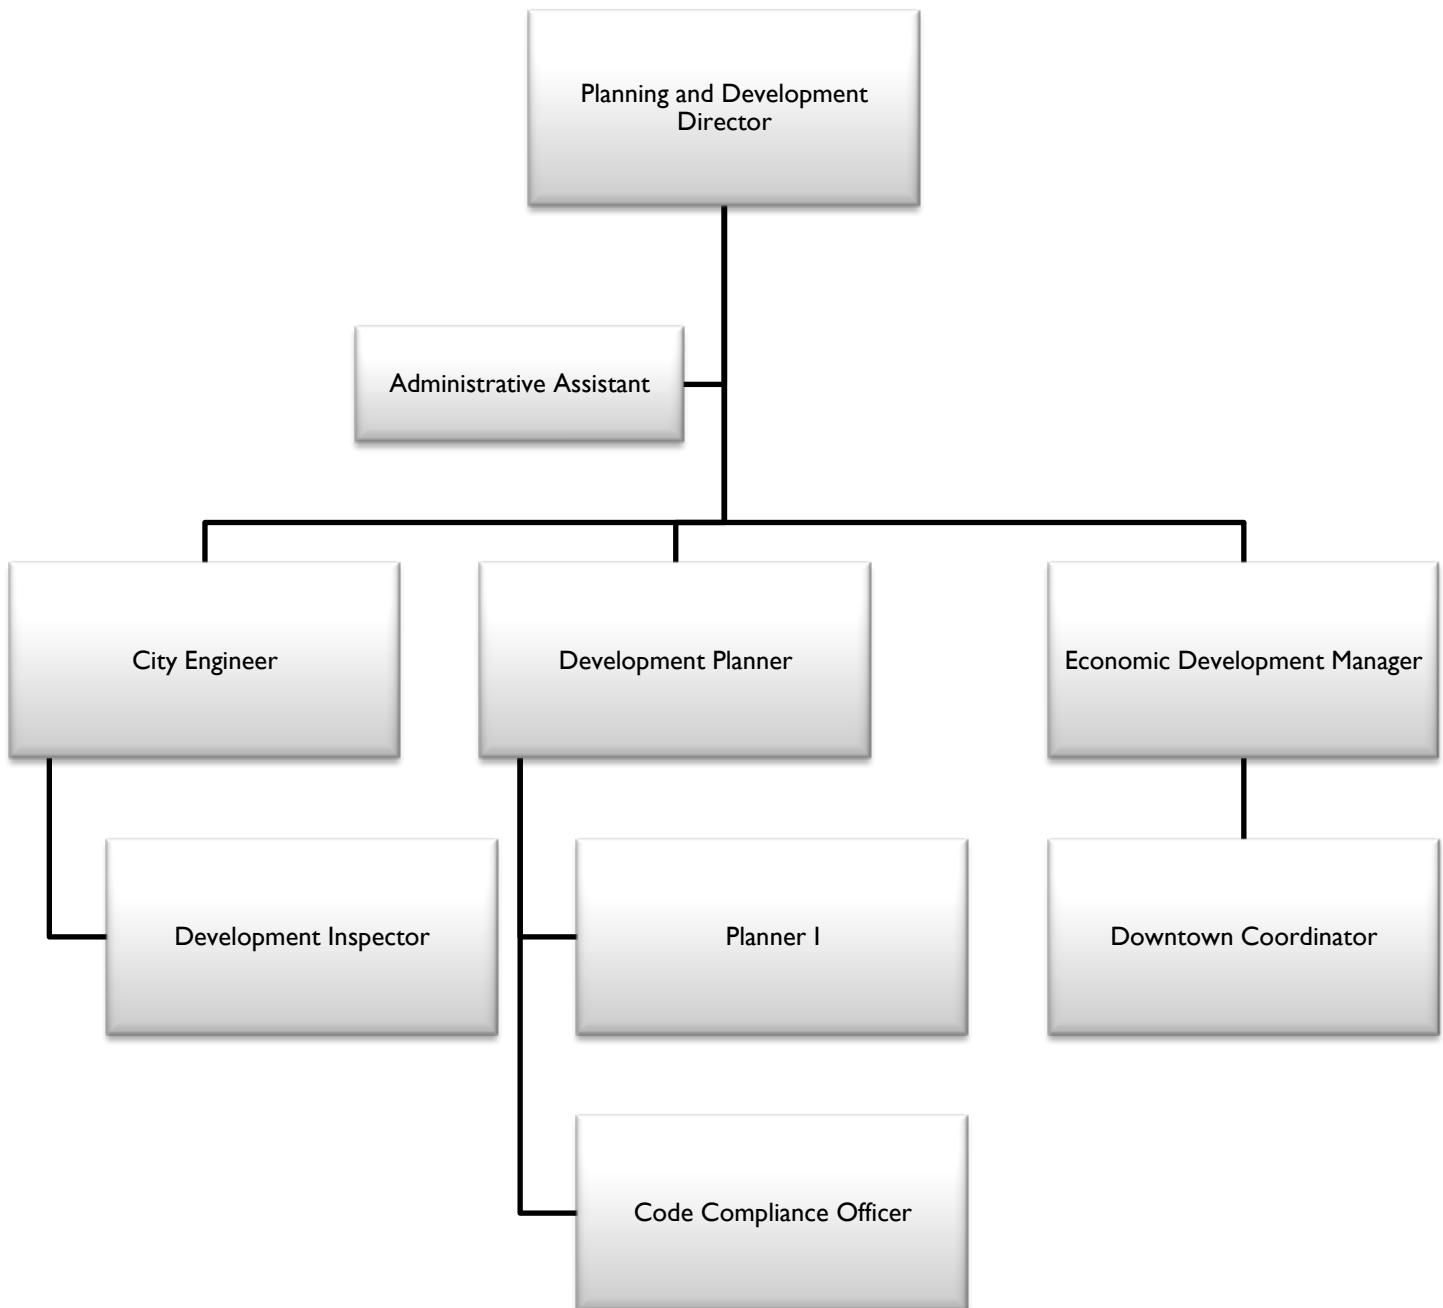 Planning and Development
Director
Administrative Assistant
City Engineer
Development Planner
Economic Development Manager
Development Inspector
Planner I
Downtown Coordinator
Code Compliance Officer